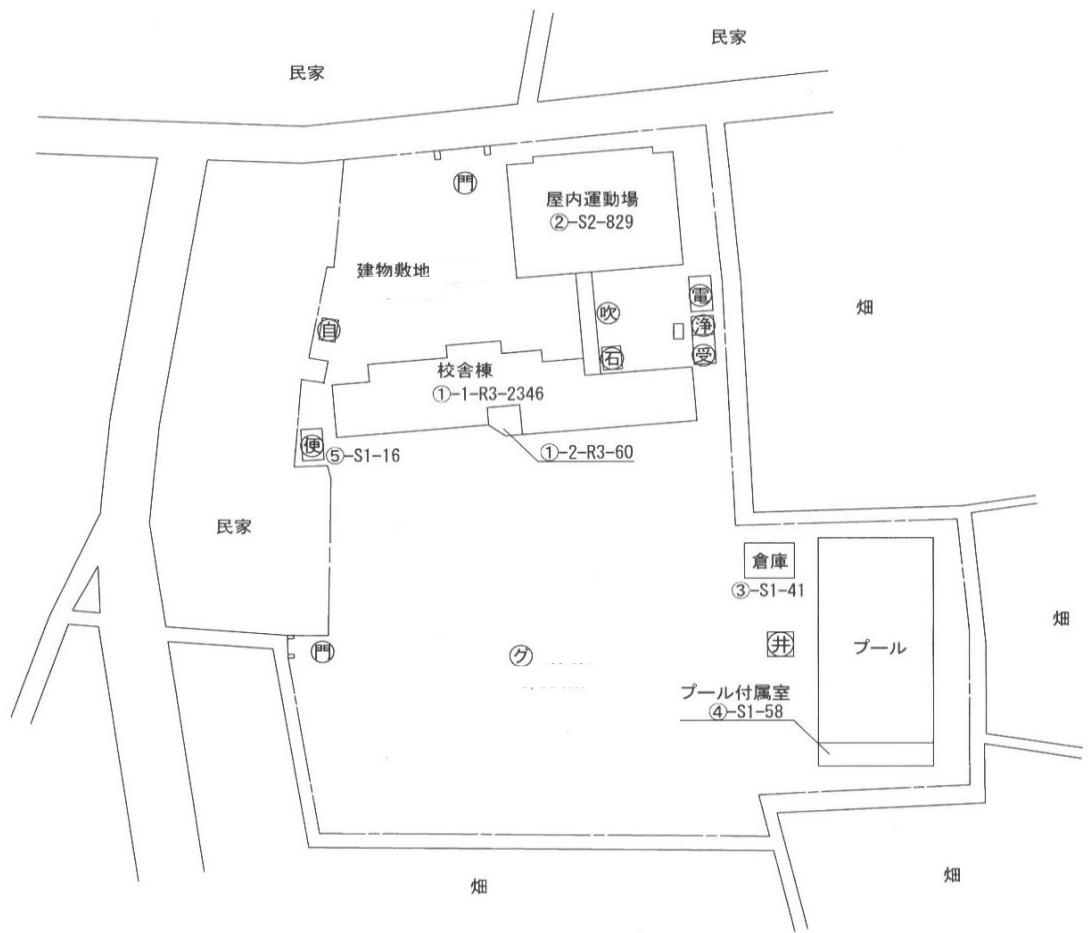 民家
民家
門
屋内運動場
②-S2-829
建物敷地
電
畑
吹
浄
自
石
受
校舎棟
①-1-R3-2346
便
⑤-S1-16
①-2-R3-60
民家
倉庫
③-S1-41
畑
井
プール
門
グ
プール付属室
④-S1-58
畑
畑